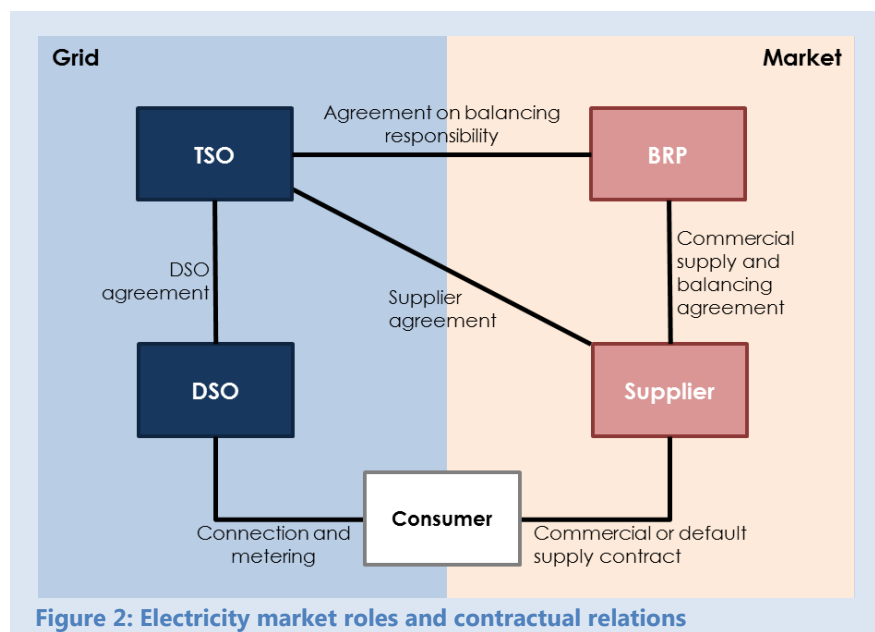 Grid
Market
Agreement on balancing
responsibility
TSO
BRP
DSO
agreement
Supplier
agreement
Commercial
supply and
balancing
agreement
DSO
Supplier
Consumer
Connection and
metering
Commercial or default
supply contract
Figure 2: Electricity market roles and contractual relations